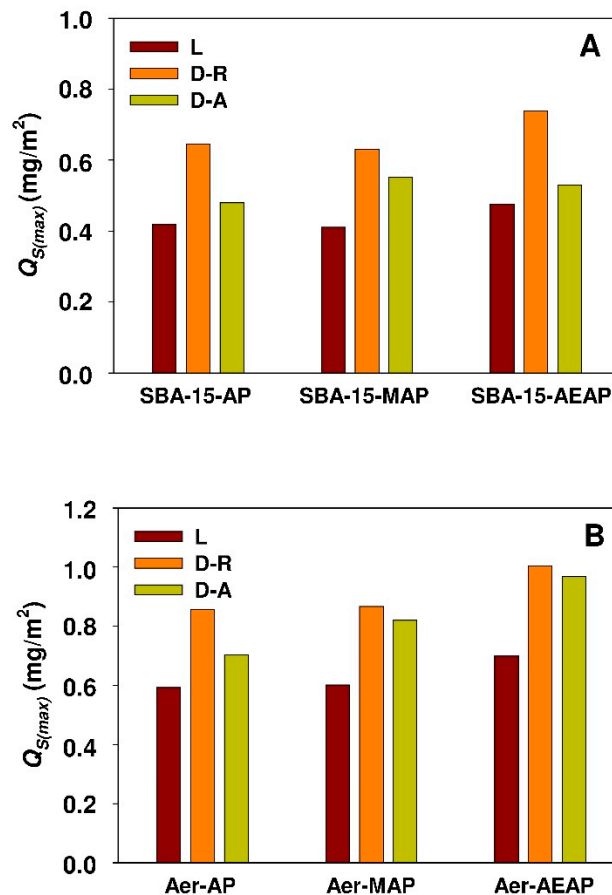 A
L
D-R
D-A
Q_S(max) (mg/m²)
1.0
0.8
0.6
0.4
0.2
0.0
SBA-15-AP SBA-15-MAP SBA-15-AEAP
B
L
D-R
D-A
Q_S(max) (mg/m²)
1.2
1.0
0.8
0.6
0.4
0.2
0.0
Aer-AP Aer-MAP Aer-AEAP